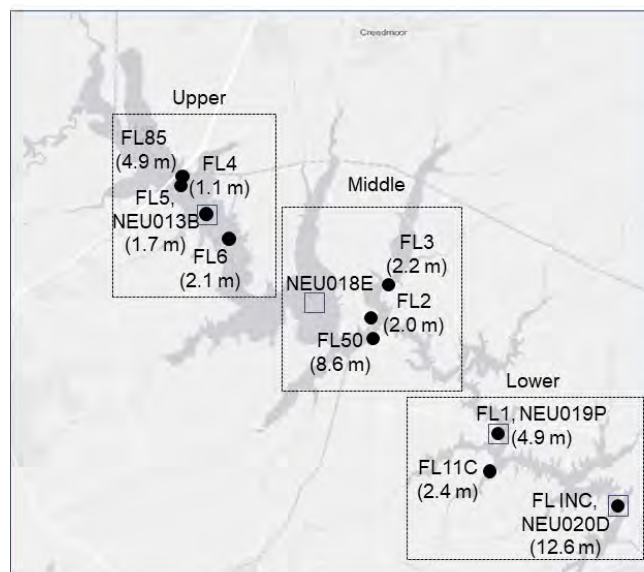 Creedmoor
Upper
FL85
(4.9 m)
FL4
(1.1 m)
FL5,
NEU013B
(1.7 m)
FL6
(2.1 m)
Middle
FL3
(2.2 m)
NEU018E
FL2
(2.0 m)
FL50
(8.6 m)
Lower
FL1, NEU019P
(4.9 m)
FL11C
(2.4 m)
FL INC,
NEU020D
(12.6 m)